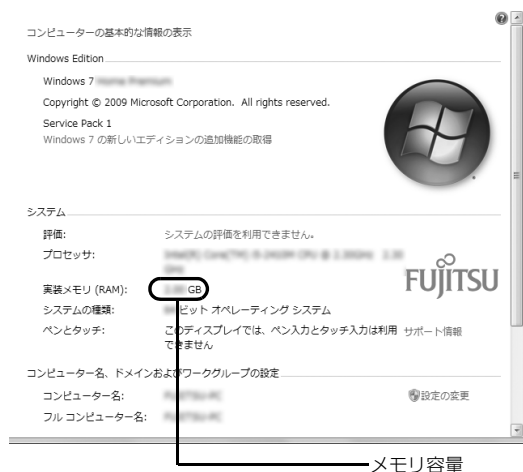 コンピューターの基本的な情報の表示
Windows Edition
Windows 7
Copyright © 2009 Microsoft Corporation. All rights reserved.
Service Pack 1
Windows 7 の新しいエディションの追加機能の取得
システム
評価: システムの評価を利用できません。
プロセッサ:
FUJITSU
実装メモリ (RAM): GB
システムの種類: ビット オペレーティング システム
ペンとタッチ: このディスプレイでは、ペン入力とタッチ入力は利用 サポート情報
できません
コンピューター名、ドメインおよびワークグループの設定
コンピューター名: 設定の変更
フル コンピューター名:
メモリ容量